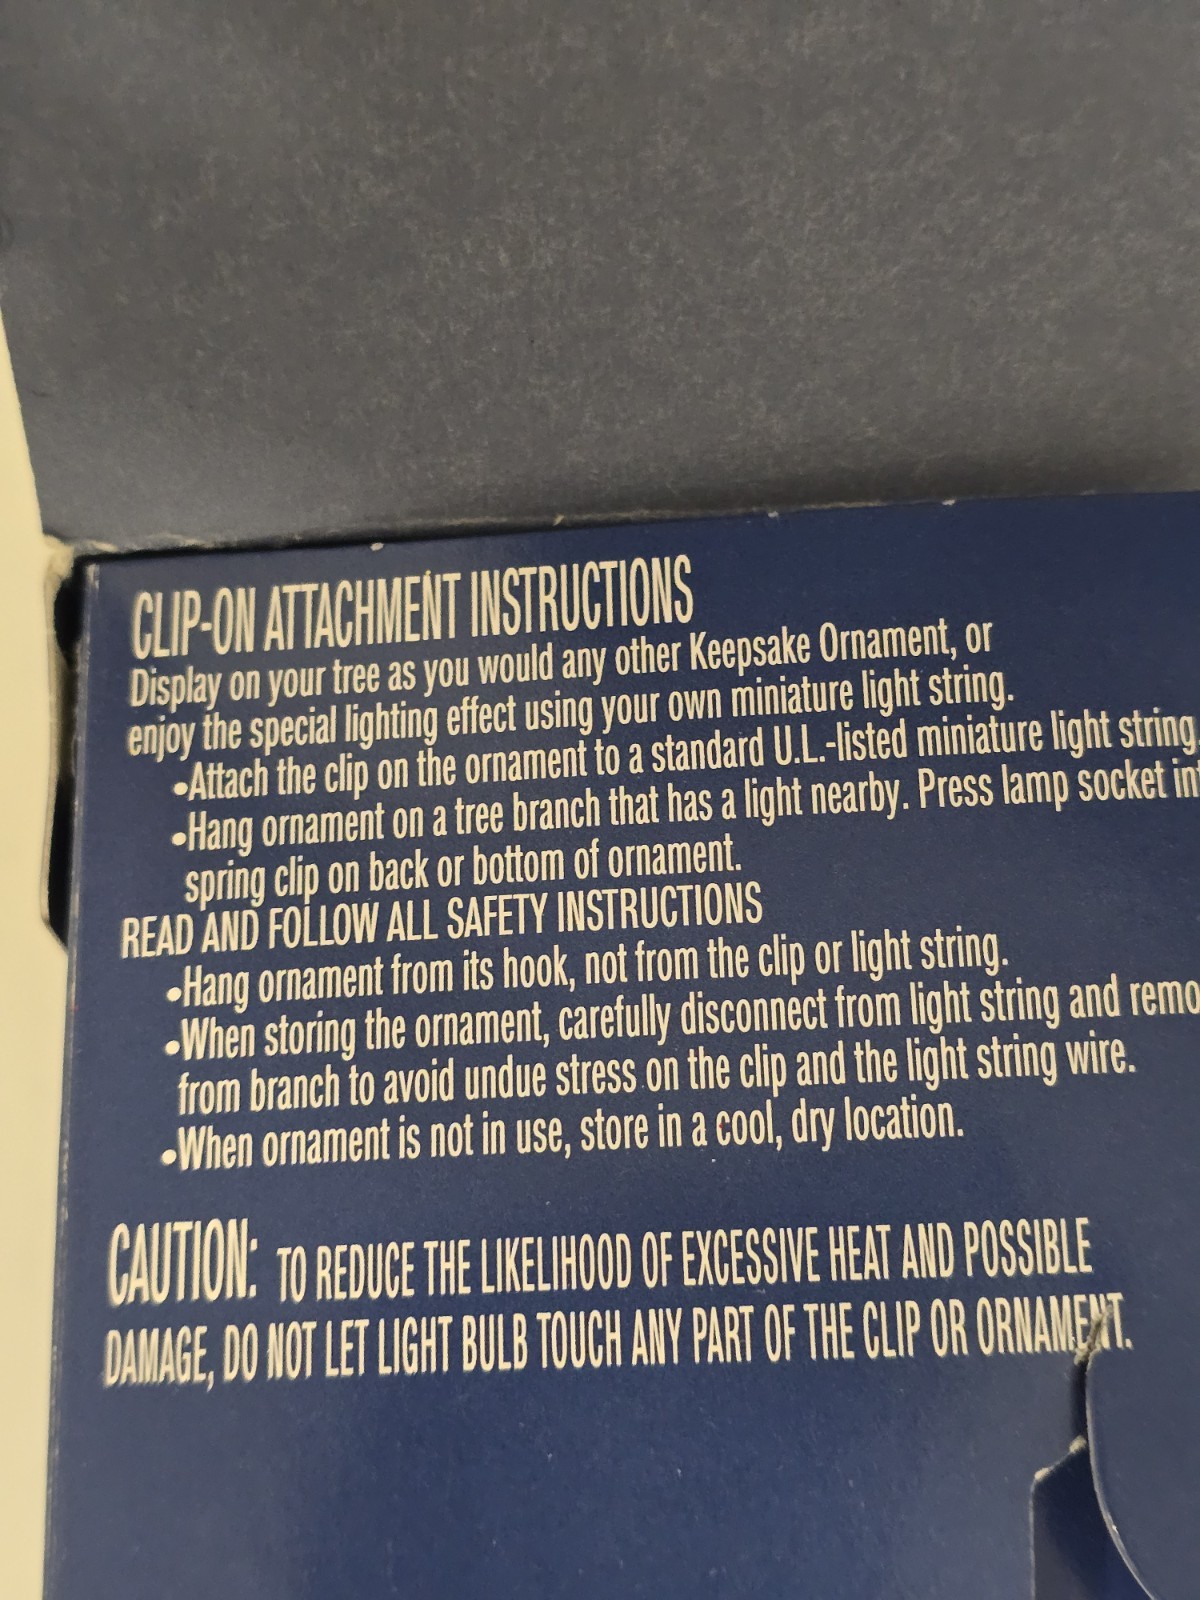 CLIP-ON ATTACHMENT INSTRUCTIONS
Display on your tree as you would any other Keepsake Ornament, or
enjoy the special lighting effect using your own miniature light string.
•Attach the clip on the ornament to a standard U.L.-listed miniature light string.
•Hang ornament on a tree branch that has a light nearby. Press lamp socket int
spring clip on back or bottom of ornament.
READ AND FOLLOW ALL SAFETY INSTRUCTIONS
•Hang ornament from its hook, not from the clip or light string.
•When storing the ornament, carefully disconnect from light string and remo
from branch to avoid undue stress on the clip and the light string wire.
•When ornament is not in use, store in a cool, dry location.
CAUTION: TO REDUCE THE LIKELIHOOD OF EXCESSIVE HEAT AND POSSIBLE
DAMAGE, DO NOT LET LIGHT BULB TOUCH ANY PART OF THE CLIP OR ORNAMENT.